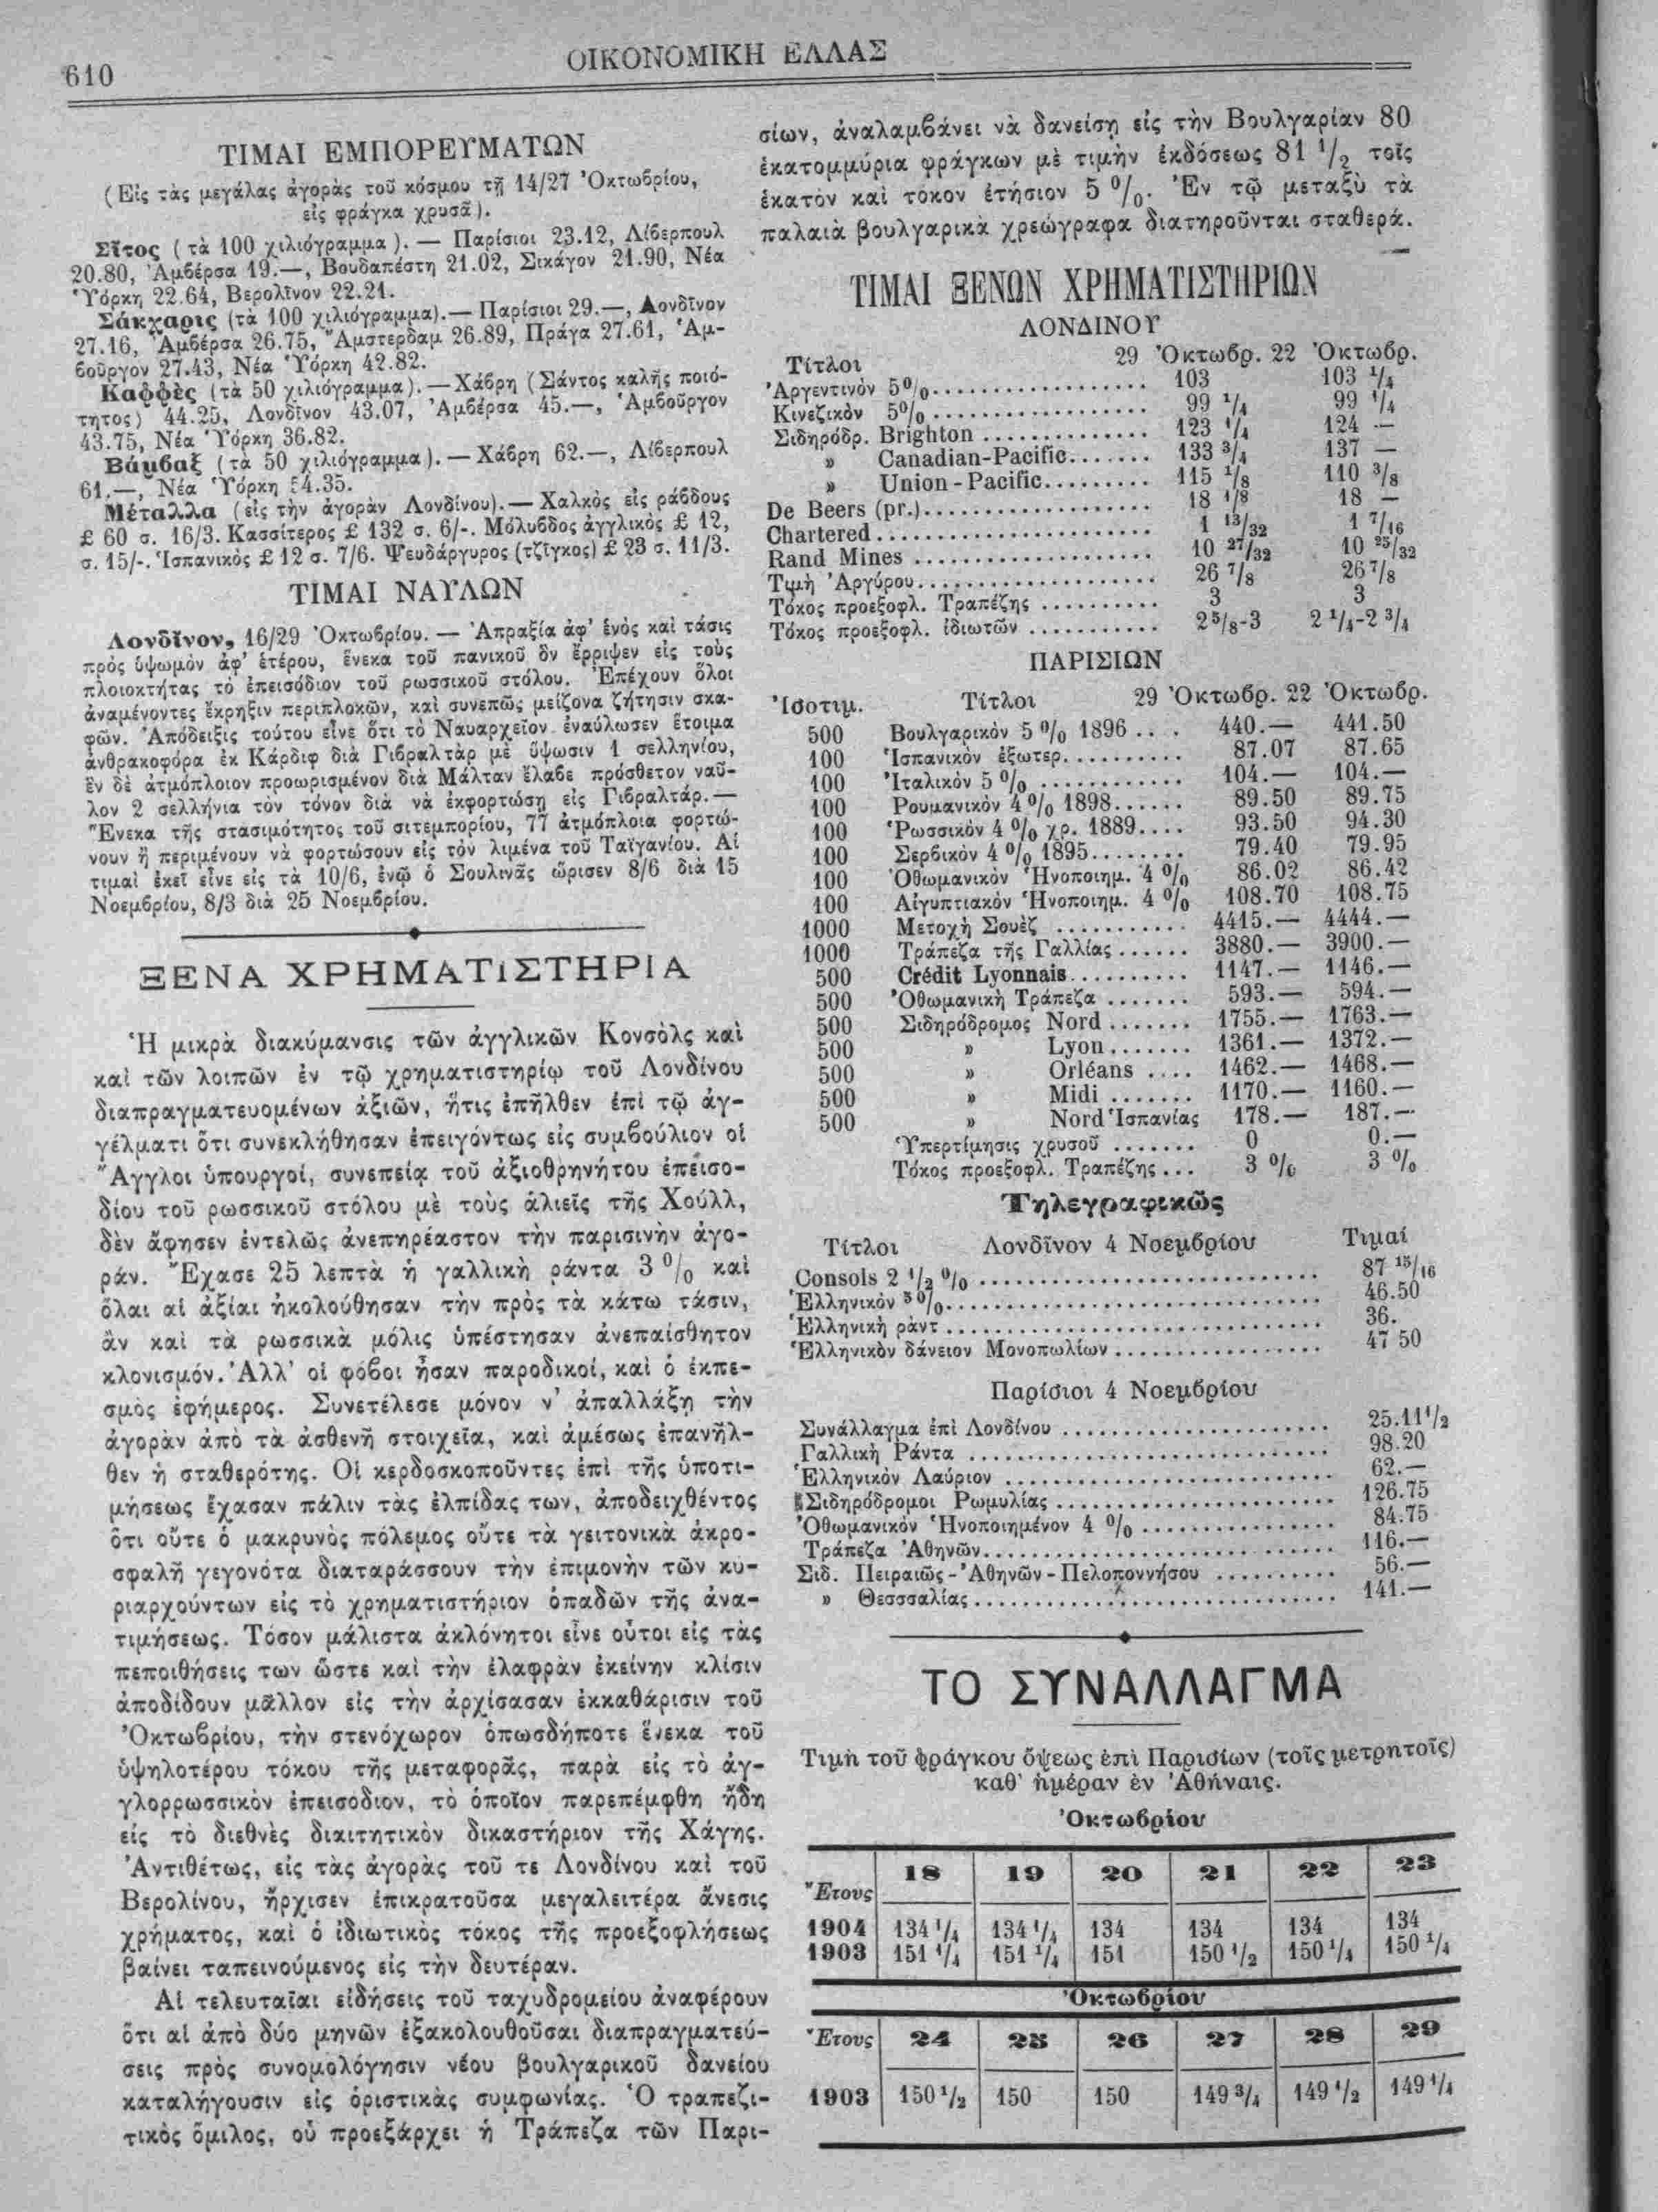 610
ΟΙΚΟΝΟΜΙΚΗ ΕΛΛΑΣ
ΤΙΜΑΙ ΕΜΠΟΡΕΥΜΑΤΩΝ
(Εἰς τὰς μεγάλας ἀγορὰς τοῦ κόσμου τῇ 14/27 Ὀκτωβρίου,
εἰς φράγκα χρυσᾶ).
Σῖτος (τὰ 100 χιλιόγραμμα). — Παρίσιοι 23.12, Λίβερπουλ
20.80, Ἀμβέρσα 19.—, Βουδαπέστη 21.02, Σικάγον 21.90, Νέα
Ὑόρκη 22.64, Βερολῖνον 22.21.
Σάκχαρις (τὰ 100 χιλιόγραμμα).— Παρίσιοι 29.—, Λονδῖνον
27.16, Ἀμβέρσα 26.75, Ἄμστερδαμ 26.89, Πράγα 27.61, Ἀμ-
βοῦργον 27.43, Νέα Ὑόρκη 42.82.
Καφφὲς (τὰ 50 χιλιόγραμμα).—Χάβρη (Σάντος καλῆς ποιό-
τητος) 44.25, Λονδῖνον 43.07, Ἀμβέρσα 45.—, Ἀμβοῦργον
43.75, Νέα Ὑόρκη 36.82.
Βάμβαξ (τὰ 50 χιλιόγραμμα).— Χάβρη 62.—, Λίβερπουλ
61.—, Νέα Ὑόρκη 54.35.
Μέταλλα (εἰς τὴν ἀγορὰν Λονδίνου).— Χαλκὸς εἰς ράβδους
£ 60 σ. 16/3. Κασσίτερος £ 132 σ. 6/-. Μόλυβδος ἀγγλικὸς £ 12,
σ. 15/-. Ἱσπανικὸς £ 12 σ. 7/6. Ψευδάργυρος (τζῖγκος) £ 23 σ. 11/3.
ΤΙΜΑΙ ΝΑΥΛΩΝ
Λονδῖνον, 16/29 Ὀκτωβρίου. — Ἀπραξία ἀφ' ἑνὸς καὶ τάσις
πρὸς ὑψωμὸν ἀφ' ἑτέρου, ἕνεκα τοῦ πανικοῦ ὃν ἔρριψεν εἰς τοὺς
πλοιοκτήτας τὸ ἐπεισόδιον τοῦ ρωσσικοῦ στόλου. Ἐπέχουν ὅλοι
ἀναμένοντες ἔκρηξιν περιπλοκῶν, καὶ συνεπῶς μείζονα ζήτησιν σκα-
φῶν. Ἀπόδειξις τούτου εἶνε ὅτι τὸ Ναυαρχεῖον ἐναύλωσεν ἕτοιμα
ἀνθρακοφόρα ἐκ Κάρδιφ διὰ Γιβραλτὰρ μὲ ὕψωσιν 1 σελληνίου,
ἓν δὲ ἀτμόπλοιον προωρισμένον διὰ Μάλταν ἔλαβε πρόσθετον ναῦ-
λον 2 σελλήνια τὸν τόνον διὰ νὰ ἐκφορτώσῃ εἰς Γιβραλτάρ.—
Ἕνεκα τῆς στασιμότητος τοῦ σιτεμπορίου, 77 ἀτμόπλοια φορτώ-
νουν ἢ περιμένουν νὰ φορτώσουν εἰς τὸν λιμένα τοῦ Ταϊγανίου. Αἱ
τιμαὶ ἐκεῖ εἶνε εἰς τὰ 10/6, ἐνῷ ὁ Σουλινᾶς ὥρισεν 8/6 διὰ 15
Νοεμβρίου, 8/3 διὰ 25 Νοεμβρίου.
ΞΕΝΑ ΧΡΗΜΑΤΙΣΤΗΡΙΑ
Ἡ μικρὰ διακύμανσις τῶν ἀγγλικῶν Κονσὸλς καὶ
καὶ τῶν λοιπῶν ἐν τῷ χρηματιστηρίῳ τοῦ Λονδίνου
διαπραγματευομένων ἀξιῶν, ἥτις ἐπῆλθεν ἐπὶ τῷ ἀγ-
γέλματι ὅτι συνεκλήθησαν ἐπειγόντως εἰς συμβούλιον οἱ
Ἄγγλοι ὑπουργοί, συνεπείᾳ τοῦ ἀξιοθρηνήτου ἐπεισο-
δίου τοῦ ρωσσικοῦ στόλου μὲ τοὺς ἁλιεῖς τῆς Χούλλ,
δὲν ἄφησεν ἐντελῶς ἀνεπηρέαστον τὴν παρισινὴν ἀγο-
ράν. Ἔχασε 25 λεπτὰ ἡ γαλλικὴ ράντα 3 % καὶ
ὅλαι αἱ ἀξίαι ἠκολούθησαν τὴν πρὸς τὰ κάτω τάσιν,
ἂν καὶ τὰ ρωσσικὰ μόλις ὑπέστησαν ἀνεπαίσθητον
κλονισμόν. Ἀλλ' οἱ φόβοι ἦσαν παροδικοί, καὶ ὁ ἐκπε-
σμὸς ἐφήμερος. Συνετέλεσε μόνον ν' ἀπαλλάξῃ τὴν
ἀγορὰν ἀπὸ τὰ ἀσθενῆ στοιχεῖα, καὶ ἀμέσως ἐπανῆλ-
θεν ἡ σταθερότης. Οἱ κερδοσκοποῦντες ἐπὶ τῆς ὑποτι-
μήσεως ἔχασαν πάλιν τὰς ἐλπίδας των, ἀποδειχθέντος
ὅτι οὔτε ὁ μακρυνὸς πόλεμος οὔτε τὰ γειτονικὰ ἀκρο-
σφαλῆ γεγονότα διαταράσσουν τὴν ἐπιμονὴν τῶν κυ-
ριαρχούντων εἰς τὸ χρηματιστήριον ὀπαδῶν τῆς ἀνα-
τιμήσεως. Τόσον μάλιστα ἀκλόνητοι εἶνε οὗτοι εἰς τὰς
πεποιθήσεις των ὥστε καὶ τὴν ἐλαφρὰν ἐκείνην κλίσιν
ἀποδίδουν μᾶλλον εἰς τὴν ἀρχίσασαν ἐκκαθάρισιν τοῦ
Ὀκτωβρίου, τὴν στενόχωρον ὁπωσδήποτε ἕνεκα τοῦ
ὑψηλοτέρου τόκου τῆς μεταφορᾶς, παρὰ εἰς τὸ ἀγ-
γλορρωσσικὸν ἐπεισόδιον, τὸ ὁποῖον παρεπέμφθη ἤδη
εἰς τὸ διεθνὲς διαιτητικὸν δικαστήριον τῆς Χάγης.
Ἀντιθέτως, εἰς τὰς ἀγορὰς τοῦ τε Λονδίνου καὶ τοῦ
Βερολίνου, ἤρχισεν ἐπικρατοῦσα μεγαλειτέρα ἄνεσις
χρήματος, καὶ ὁ ἰδιωτικὸς τόκος τῆς προεξοφλήσεως
βαίνει ταπεινούμενος εἰς τὴν δευτέραν.
Αἱ τελευταῖαι εἰδήσεις τοῦ ταχυδρομείου ἀναφέρουν
ὅτι αἱ ἀπὸ δύο μηνῶν ἐξακολουθοῦσαι διαπραγματεύ-
σεις πρὸς συνομολόγησιν νέου βουλγαρικοῦ δανείου
καταλήγουσιν εἰς ὁριστικὰς συμφωνίας. Ὁ τραπεζι-
τικὸς ὅμιλος, οὗ προεξάρχει ἡ Τράπεζα τῶν Παρι-
σίων, ἀναλαμβάνει νὰ δανείσῃ εἰς τὴν Βουλγαρίαν 80
ἑκατομμύρια φράγκων μὲ τιμὴν ἐκδόσεως 81 1/2 τοῖς
ἑκατὸν καὶ τόκον ἐτήσιον 5 %. Ἐν τῷ μεταξὺ τὰ
παλαιὰ βουλγαρικὰ χρεώγραφα διατηροῦνται σταθερά.
ΤΙΜΑΙ ΞΕΝΩΝ ΧΡΗΜΑΤΙΣΤΗΡΙΩΝ
ΛΟΝΔΙΝΟΥ
Τίτλοι 29 Ὀκτωβρ. 22 Ὀκτωβρ.
Ἀργεντινὸν 5% 103 103 1/4
Κινεζικὸν 5% 99 1/4 99 1/4
Σιδηρόδρ. Brighton 123 1/4 124 —
» Canadian-Pacific 133 3/4 137 —
» Union-Pacific 115 1/8 110 3/8
De Beers (pr.) 18 1/8 18 —
Chartered 1 13/32 1 7/16
Rand Mines 10 27/32 10 25/32
Τιμὴ Ἀργύρου 26 7/8 26 7/8
Τόκος προεξοφλ. Τραπέζης 3 3
Τόκος προεξοφλ. ἰδιωτῶν 2 5/8-3 2 1/4-2 3/4
ΠΑΡΙΣΙΩΝ
Ἰσοτιμ. Τίτλοι 29 Ὀκτωβρ. 22 Ὀκτωβρ.
500 Βουλγαρικὸν 5 % 1896 440.— 441.50
100 Ἱσπανικὸν ἐξωτερ. 87.07 87.65
100 Ἰταλικὸν 5 % 104.— 104.—
100 Ρουμανικὸν 4 % 1898 89.50 89.75
100 Ῥωσσικὸν 4 % χρ. 1889 93.50 94.30
100 Σερβικὸν 4 % 1895 79.40 79.95
100 Ὀθωμανικὸν Ἡνοποιημ. 4 % 86.02 86.42
100 Αἰγυπτιακὸν Ἡνοποιημ. 4 % 108.70 108.75
1000 Μετοχὴ Σουὲζ 4415.— 4444.—
1000 Τράπεζα τῆς Γαλλίας 3880.— 3900.—
500 Crédit Lyonnais 1147.— 1146.—
500 Ὀθωμανικὴ Τράπεζα 593.— 594.—
500 Σιδηρόδρομος Nord 1755.— 1763.—
500 » Lyon 1361.— 1372.—
500 » Orléans 1462.— 1468.—
500 » Midi 1170.— 1160.—
500 » Nord Ἱσπανίας 178.— 187.—
Ὑπερτίμησις χρυσοῦ 0 0.—
Τόκος προεξοφλ. Τραπέζης 3 % 3 %
Τηλεγραφικῶς
Τίτλοι Λονδῖνον 4 Νοεμβρίου Τιμαί
Consols 2 1/2 % 87 15/16
Ἑλληνικὸν 5% 46.50
Ἑλληνικὴ ρὰντ 36.
Ἑλληνικὸν δάνειον Μονοπωλίων 47 50
Παρίσιοι 4 Νοεμβρίου
Συνάλλαγμα ἐπὶ Λονδίνου 25.11 1/2
Γαλλικὴ Ράντα 98.20
Ἑλληνικὸν Λαύριον 62.—
Σιδηρόδρομοι Ρωμυλίας 126.75
Ὀθωμανικὸν Ἡνοποιημένον 4 % 84.75
Τράπεζα Ἀθηνῶν 116.—
Σιδ. Πειραιῶς-Ἀθηνῶν-Πελοποννήσου 56.—
» Θεσσσαλίας 141.—
ΤΟ ΣΥΝΑΛΛΑΓΜΑ
Τιμὴ τοῦ φράγκου ὄψεως ἐπὶ Παρισίων (τοῖς μετρητοῖς)
καθ' ἡμέραν ἐν Ἀθήναις.
Ὀκτωβρίου
Ἔτους 18 19 20 21 22 23
1904 134 1/4 134 1/4 134 134 134 134
1903 151 1/4 151 1/4 151 150 1/2 150 1/4 150 1/4
Ὀκτωβρίου
Ἔτους 24 25 26 27 28 29
1903 150 1/2 150 150 149 3/4 149 1/2 149 1/4